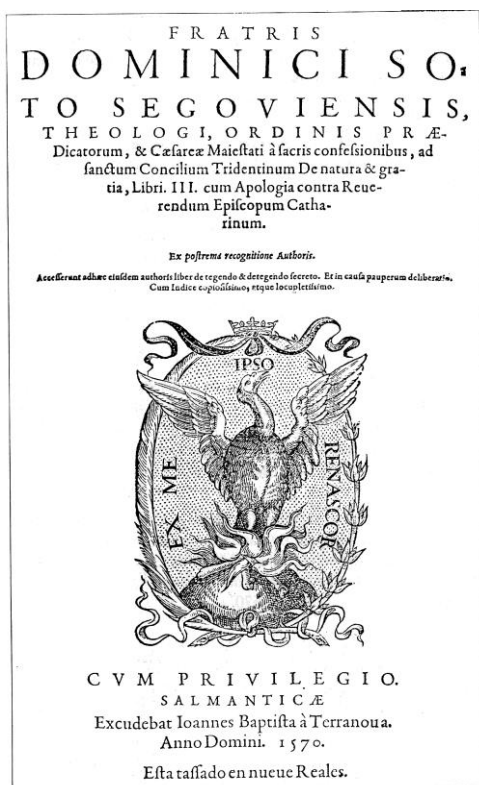 FRATRIS
DOMINICI SO-
TO SEGOVIENSIS,
THEOLOGI, ORDINIS PRÆ-
Dicatorum, & Cæsareæ Maiestati à sacris confeſsionibus, ad
ſanctum Concilium Tridentinum De natura & gra-
tia, Libri. III. cum Apologia contra Reue-
rendum Epiſcopum Catha-
rinum.
Ex poſtrema recognitione Authoris.
Acceſſerunt adhæc eiuſdem authoris liber de tegendo & detegendo ſecreto. Et in cauſa pauperum deliberatio.
Cum Indice copioſiſsimo, atque locupletiſsimo.
IPSO
EX ME
RENASCOR
CVM PRIVILEGIO.
SALMANTICÆ
Excudebat Ioannes Baptiſta à Terranoua.
Anno Domini. 1570.
Eſta taſſado en nueue Reales.